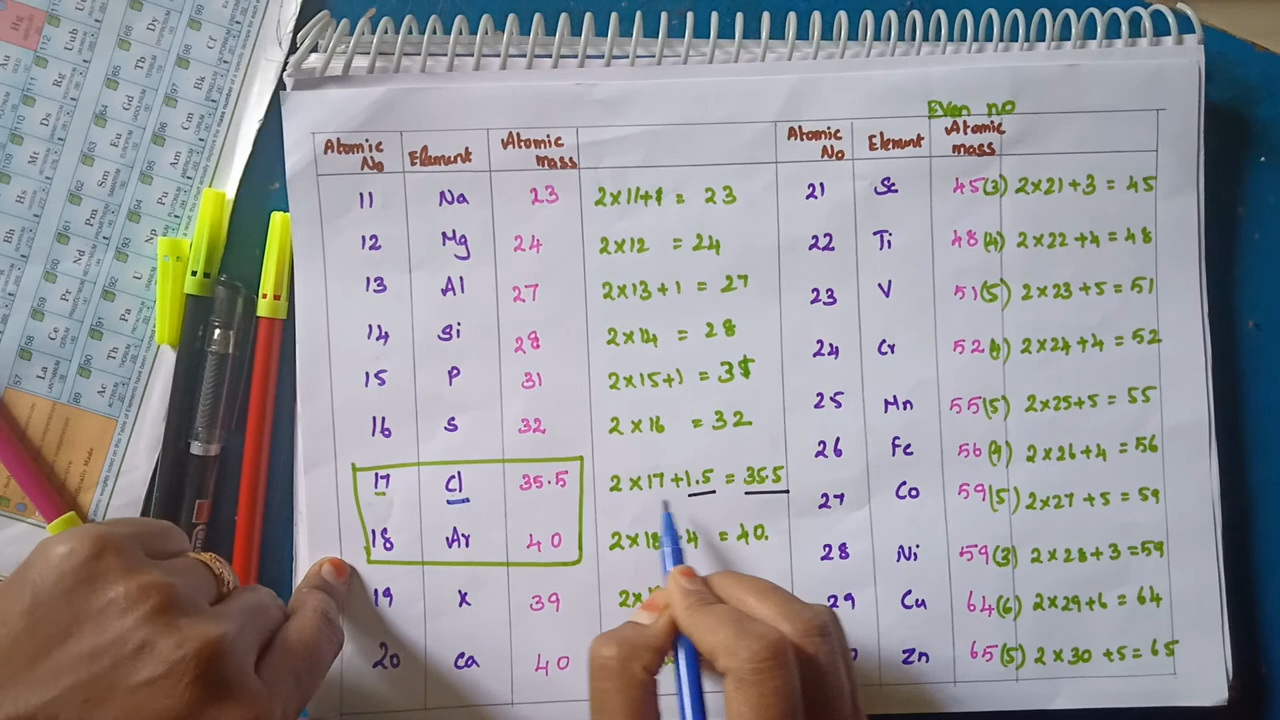 Even no
Atomic No Element Atomic mass Atomic No Element Atomic mass
11 Na 23 2×11+1 = 23 21 Sc 45(3) 2×21+3 = 45
12 Mg 24 2×12 = 24 22 Ti 48(4) 2×22+4 = 48
13 Al 27 2×13+1 = 27 23 V 51(5) 2×23+5 = 51
14 Si 28 2×14 = 28 24 Cr 52(4) 2×24+4 = 52
15 P 31 2×15+1 = 25 Mn 55(5) 2×25+5 = 55
16 S 32 2×16 = 32 26 Fe 56(4) 2×26+4 = 56
17 Cl 35.5 2×17+1.5 = 35.5 27 Co 59(5) 2×27+5 = 59
18 Ar 40 2×18 4 = 40. 28 Ni 59(3) 2×28+3 = 59
19 K 39 29 Cu 64(6) 2×29+6 = 64
20 Ca 40 Zn 65(5) 2×30+5 = 65